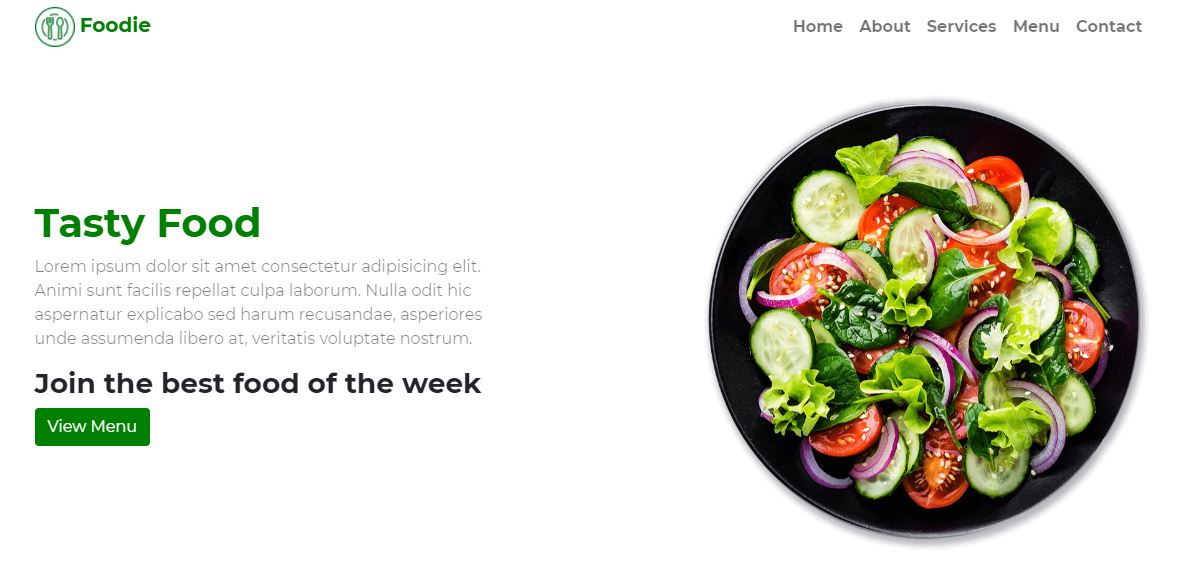 Foodie
Home About Services Menu Contact
Tasty Food
Lorem ipsum dolor sit amet consectetur adipisicing elit.
Animi sunt facilis repellat culpa laborum. Nulla odit hic
aspernatur explicabo sed harum recusandae, asperiores
unde assumenda libero at, veritatis voluptate nostrum.
Join the best food of the week
View Menu